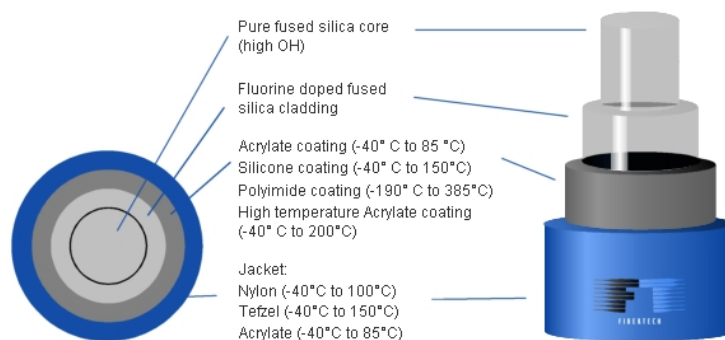 Pure fused silica core
(high OH)
Fluorine doped fused
silica cladding
Acrylate coating (-40° C to 85 °C)
Silicone coating (-40°C to 150°C)
Polyimide coating (-190° C to 385°C)
High temperature Acrylate coating
(-40° C to 200°C)
Jacket:
Nylon (-40°C to 100°C)
Tefzel (-40°C to 150°C)
Acrylate (-40°C to 85°C)
FIBERTECH